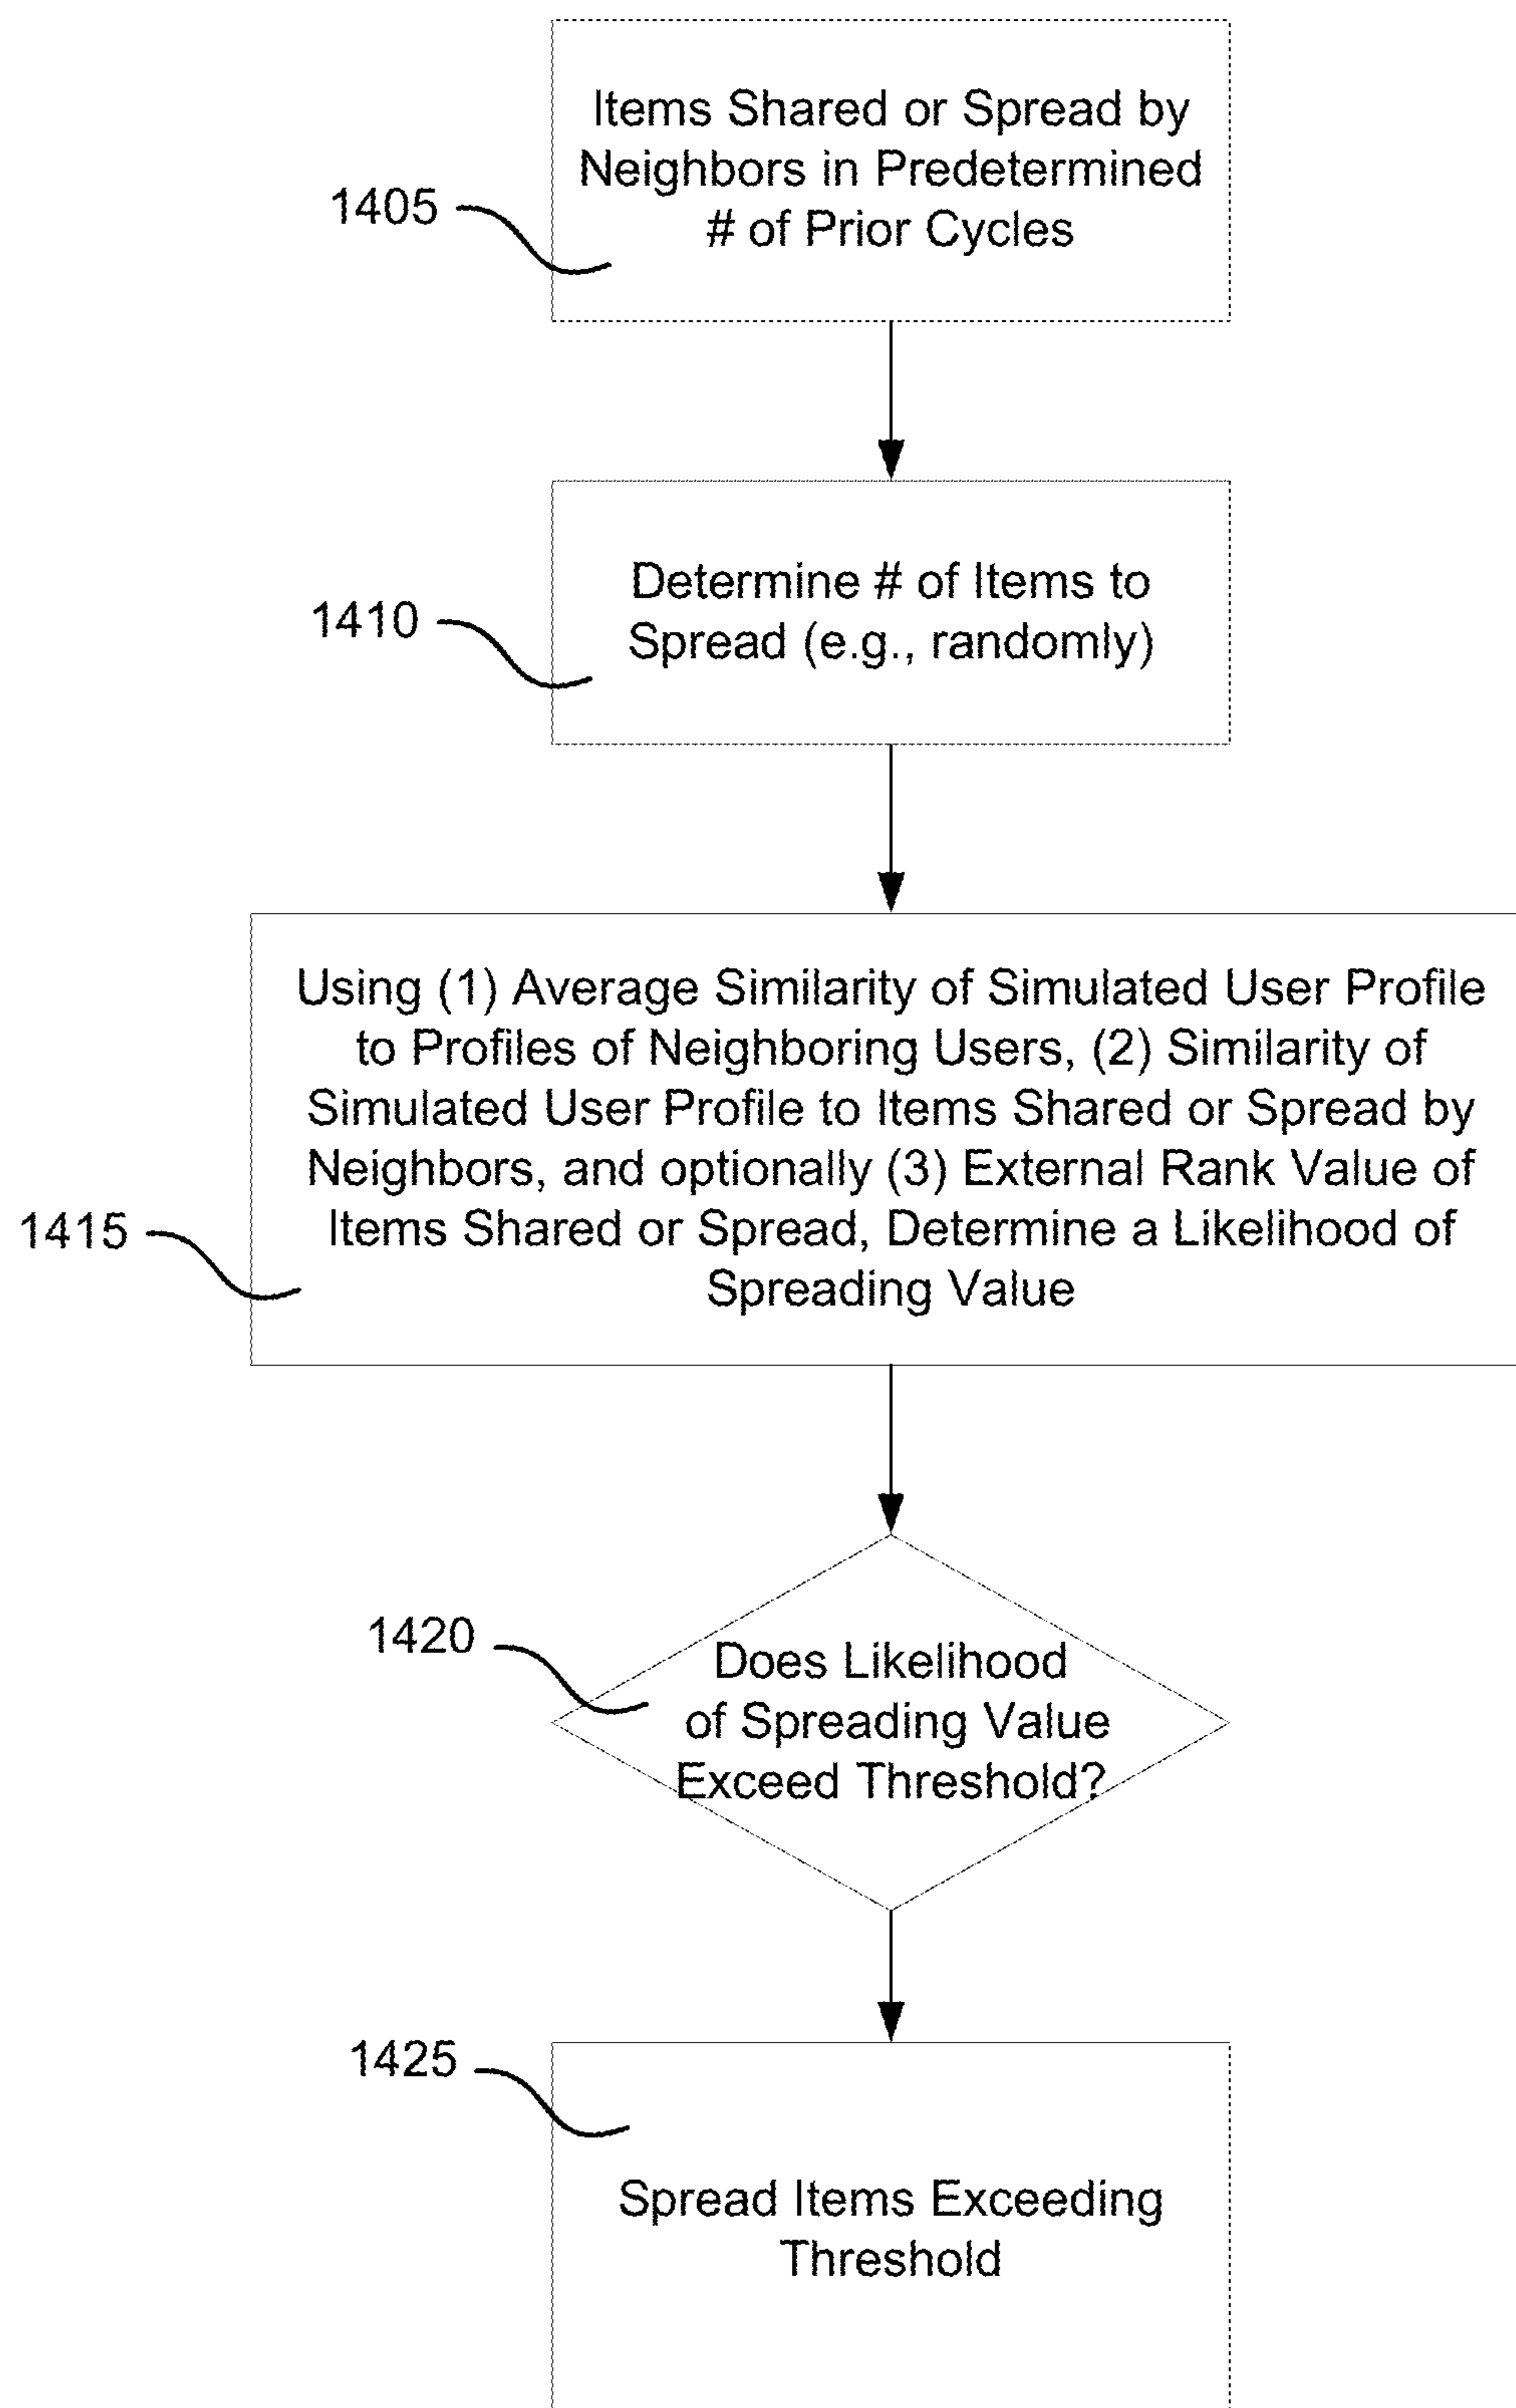 Items Shared or Spread by
Neighbors in Predetermined
# of Prior Cycles
1405
Determine # of Items to
Spread (e.g., randomly)
1410
Using (1) Average Similarity of Simulated User Profile
to Profiles of Neighboring Users, (2) Similarity of
Simulated User Profile to Items Shared or Spread by
Neighbors, and optionally (3) External Rank Value of
Items Shared or Spread, Determine a Likelihood of
Spreading Value
1415
1420
Does Likelihood
of Spreading Value
Exceed Threshold?
1425
Spread Items Exceeding
Threshold